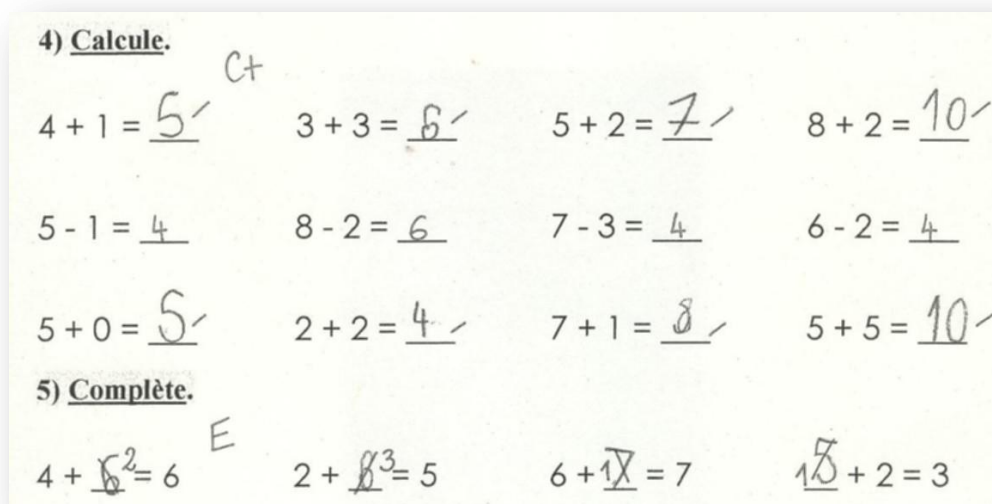 4) Calcule.
C+
4 + 1 = 5 3 + 3 = 6 5 + 2 = 7 8 + 2 = 10
5 - 1 = 4 8 - 2 = 6 7 - 3 = 4 6 - 2 = 4
5 + 0 = 5 2 + 2 = 4 7 + 1 = 8 5 + 5 = 10
5) Complète.
E
4 + 2 = 6 2 + 3 = 5 6 + 1 = 7 1 + 2 = 3